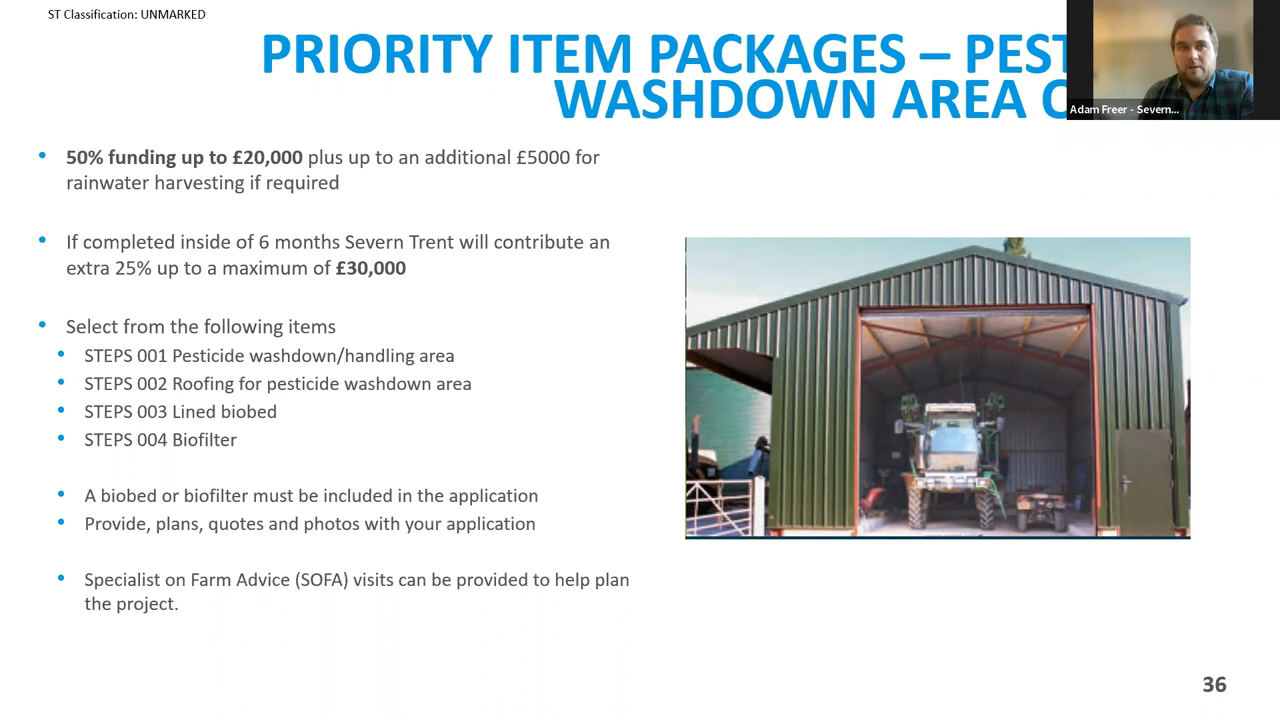 ST Classification: UNMARKED
PRIORITY ITEM PACKAGES – PEST
WASHDOWN AREA
Adam Freer - Severn...
• 50% funding up to £20,000 plus up to an additional £5000 for
rainwater harvesting if required
• If completed inside of 6 months Severn Trent will contribute an
extra 25% up to a maximum of £30,000
• Select from the following items
• STEPS 001 Pesticide washdown/handling area
• STEPS 002 Roofing for pesticide washdown area
• STEPS 003 Lined biobed
• STEPS 004 Biofilter
• A biobed or biofilter must be included in the application
• Provide, plans, quotes and photos with your application
• Specialist on Farm Advice (SOFA) visits can be provided to help plan
the project.
36